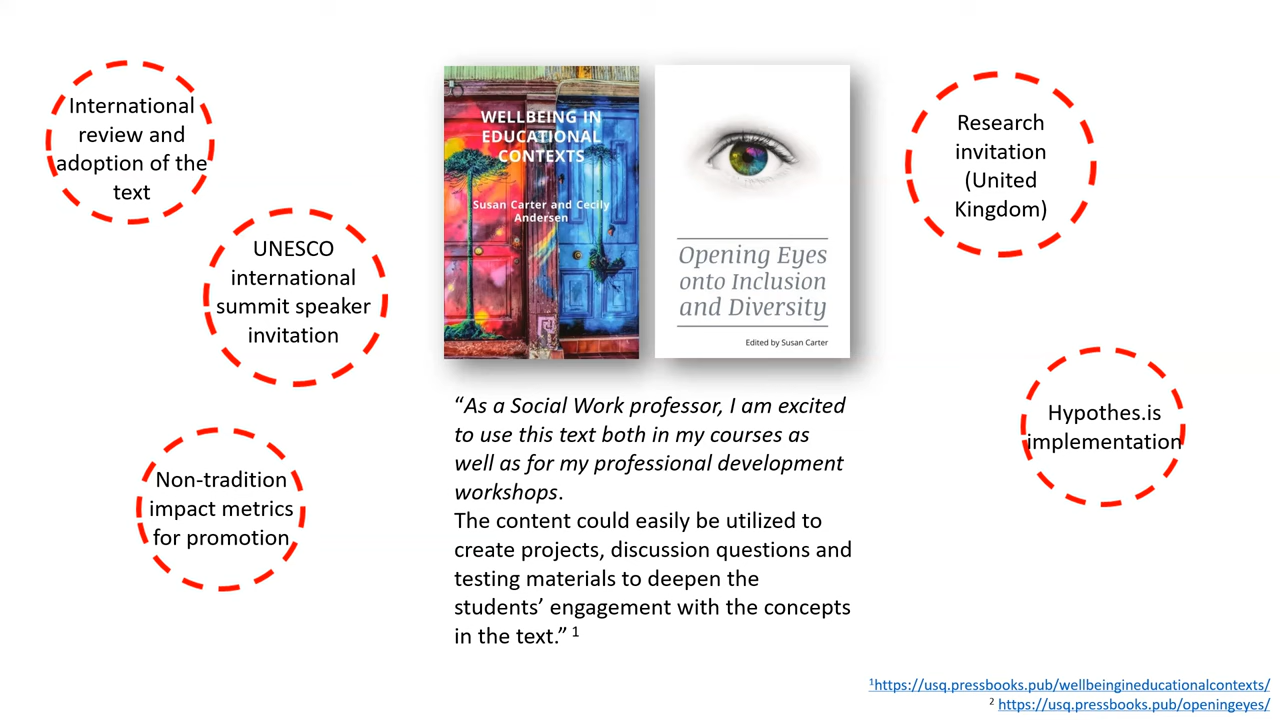 International
review and
adoption of the
text
UNESCO
international
summit speaker
invitation
Non-tradition
impact metrics
for promotion
WELLBEING IN
EDUCATIONAL
CONTEXTS
Susan Carter and Cecily
Andersen
Opening Eyes
onto Inclusion
and Diversity
Edited by Susan Carter
“As a Social Work professor, I am excited
to use this text both in my courses as
well as for my professional development
workshops.
The content could easily be utilized to
create projects, discussion questions and
testing materials to deepen the
students’ engagement with the concepts
in the text.” 1
Research
invitation
(United
Kingdom)
Hypothes.is
implementation
1https://usq.pressbooks.pub/wellbeingineducationalcontexts/
2 https://usq.pressbooks.pub/openingeyes/